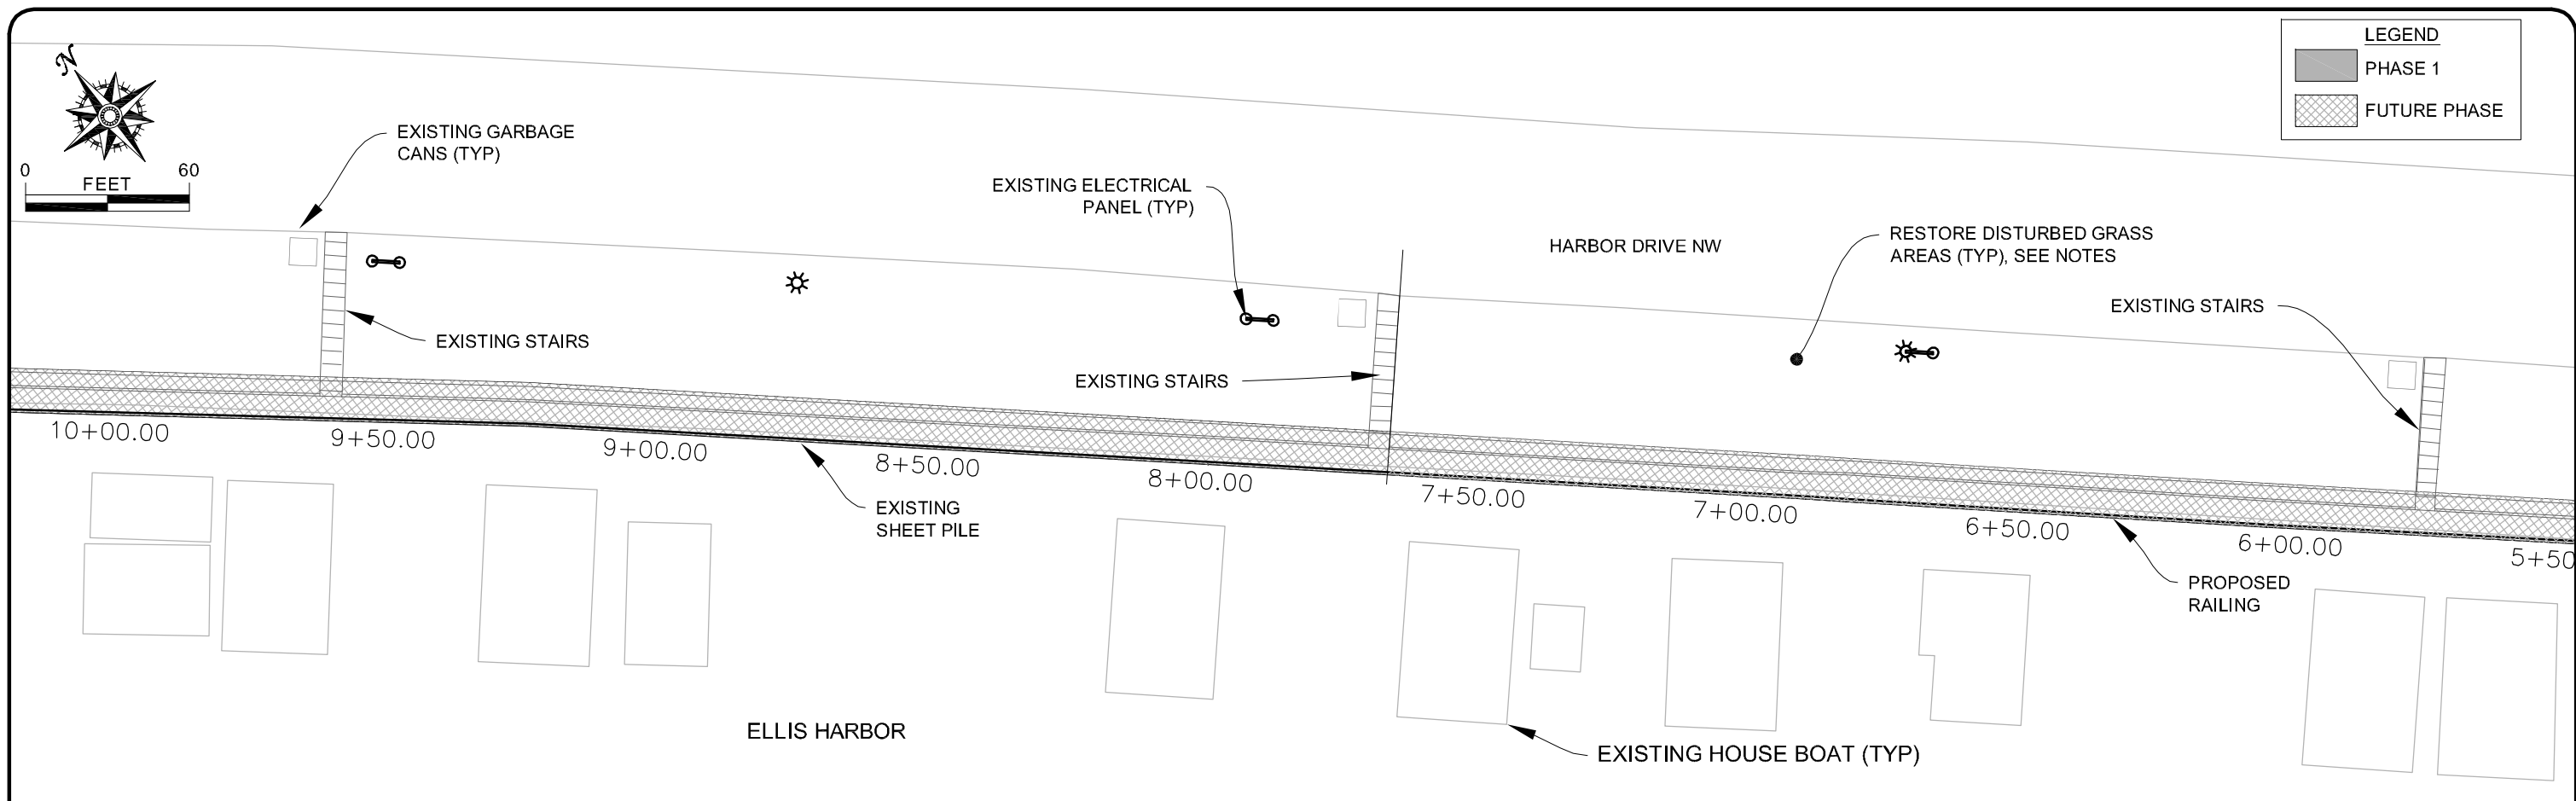 LEGEND
PHASE 1
FUTURE PHASE
N
0 60
FEET
EXISTING GARBAGE
CANS (TYP)
EXISTING ELECTRICAL
PANEL (TYP)
HARBOR DRIVE NW
RESTORE DISTURBED GRASS
AREAS (TYP), SEE NOTES
EXISTING STAIRS
EXISTING STAIRS
EXISTING STAIRS
10+00.00
9+50.00
9+00.00
8+50.00
8+00.00
7+50.00
7+00.00
6+50.00
6+00.00
5+50
EXISTING
SHEET PILE
PROPOSED
RAILING
ELLIS HARBOR
EXISTING HOUSE BOAT (TYP)